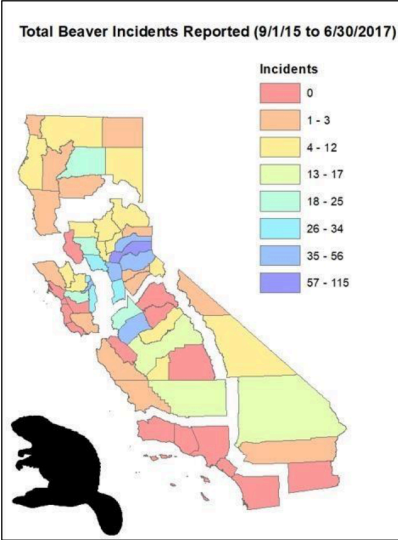 Total Beaver Incidents Reported (9/1/15 to 6/30/2017)
Incidents
0
1 - 3
4 - 12
13 - 17
18 - 25
26 - 34
35 - 56
57 - 115